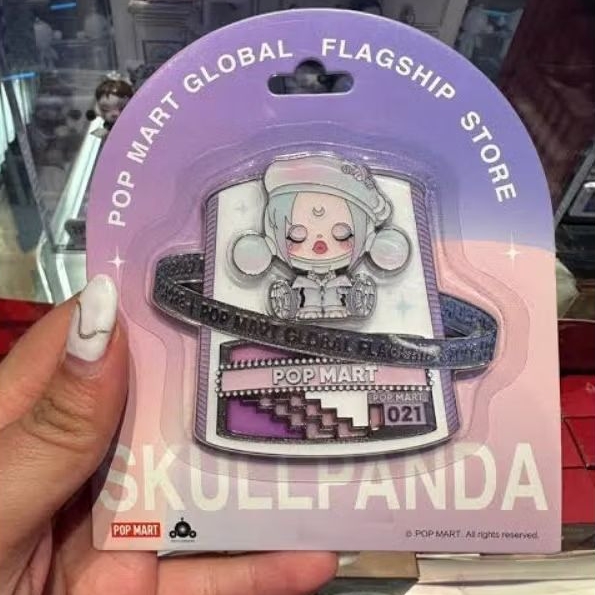 POP MART GLOBAL FLAGSHIP STORE
POP MART GLOBAL FLAGSHIP
POP MART
POP MART
021
SKULLPANDA
POP MART
© POP MART. All rights reserved.